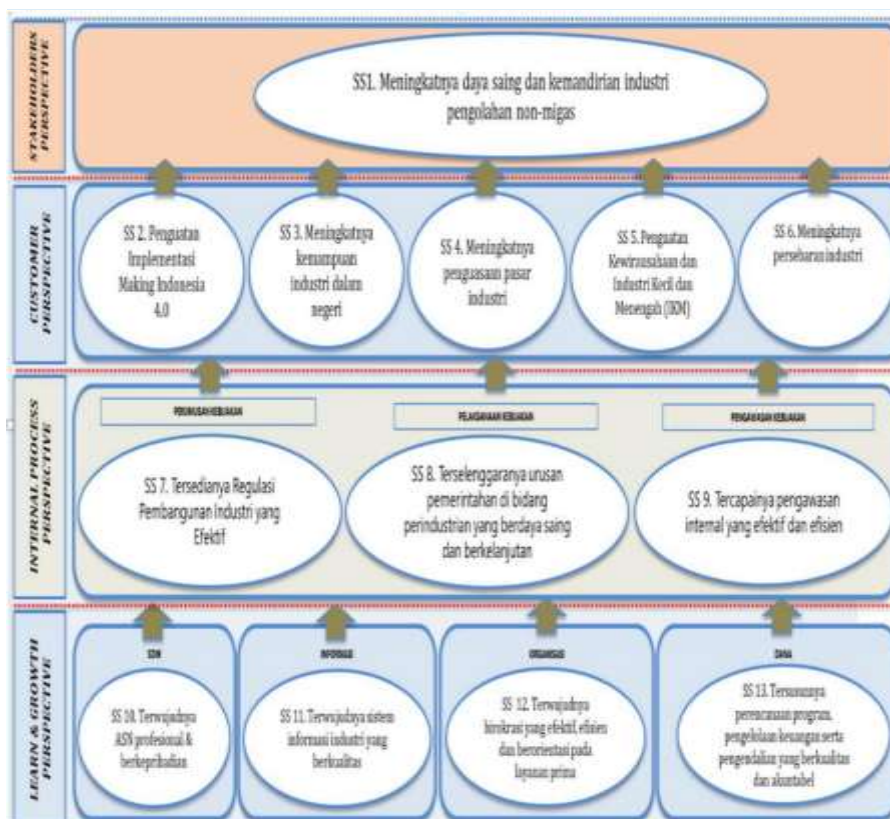 STAKEHOLDERS
PERSPECTIVE
SS1. Meningkatnya daya saing dan kemandirian industri
pengolahan non-migas
CUSTOMER
PERSPECTIVE
SS 2. Penguatan
Implementasi
Making Indonesia
4.0
SS 3. Meningkatnya
kemampuan
industri dalam
negeri
SS 4. Meningkatnya
penguasaan pasar
industri
SS 5. Penguatan
Kewirausahaan dan
Industri Kecil dan
Menengah (IKM)
SS 6. Meningkatnya
persebaran industri
INTERNAL PROCESS
PERSPECTIVE
PERUMUSAN KEBIJAKAN
PELAKSANAAN KEBIJAKAN
PENGAWASAN KEBIJAKAN
SS 7. Tersedianya Regulasi
Pembangunan Industri yang
Efektif
SS 8. Terselenggaranya urusan
pemerintahan di bidang
perindustrian yang berdaya saing
dan berkelanjutan
SS 9. Tercapainya pengawasan
internal yang efektif dan efisien
LEARN & GROWTH
PERSPECTIVE
SDM
INFORMASI
ORGANISASI
DANA
SS 10. Terwujudnya
ASN profesional &
berkepribadian
SS 11. Terwujudnya sistem
informasi industri yang
berkualitas
SS 12. Terwujudnya
birokrasi yang efektif, efisien
dan berorientasi pada
layanan prima
SS 13. Tersusunnya
perencanaan program,
pengelolaan keuangan serta
pengendalian yang berkualitas
dan akuntabel